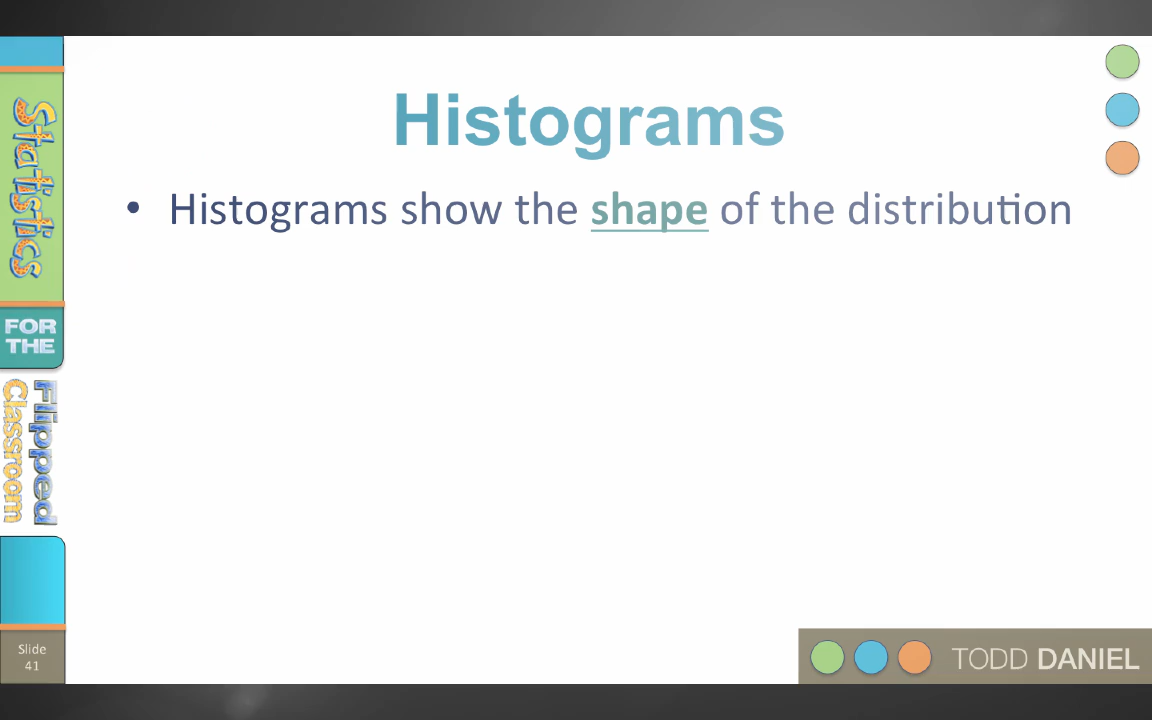 Histograms
• Histograms show the shape of the distribution
Statistics
FOR
THE
Flipped
Classroom
Slide
41
TODD DANIEL